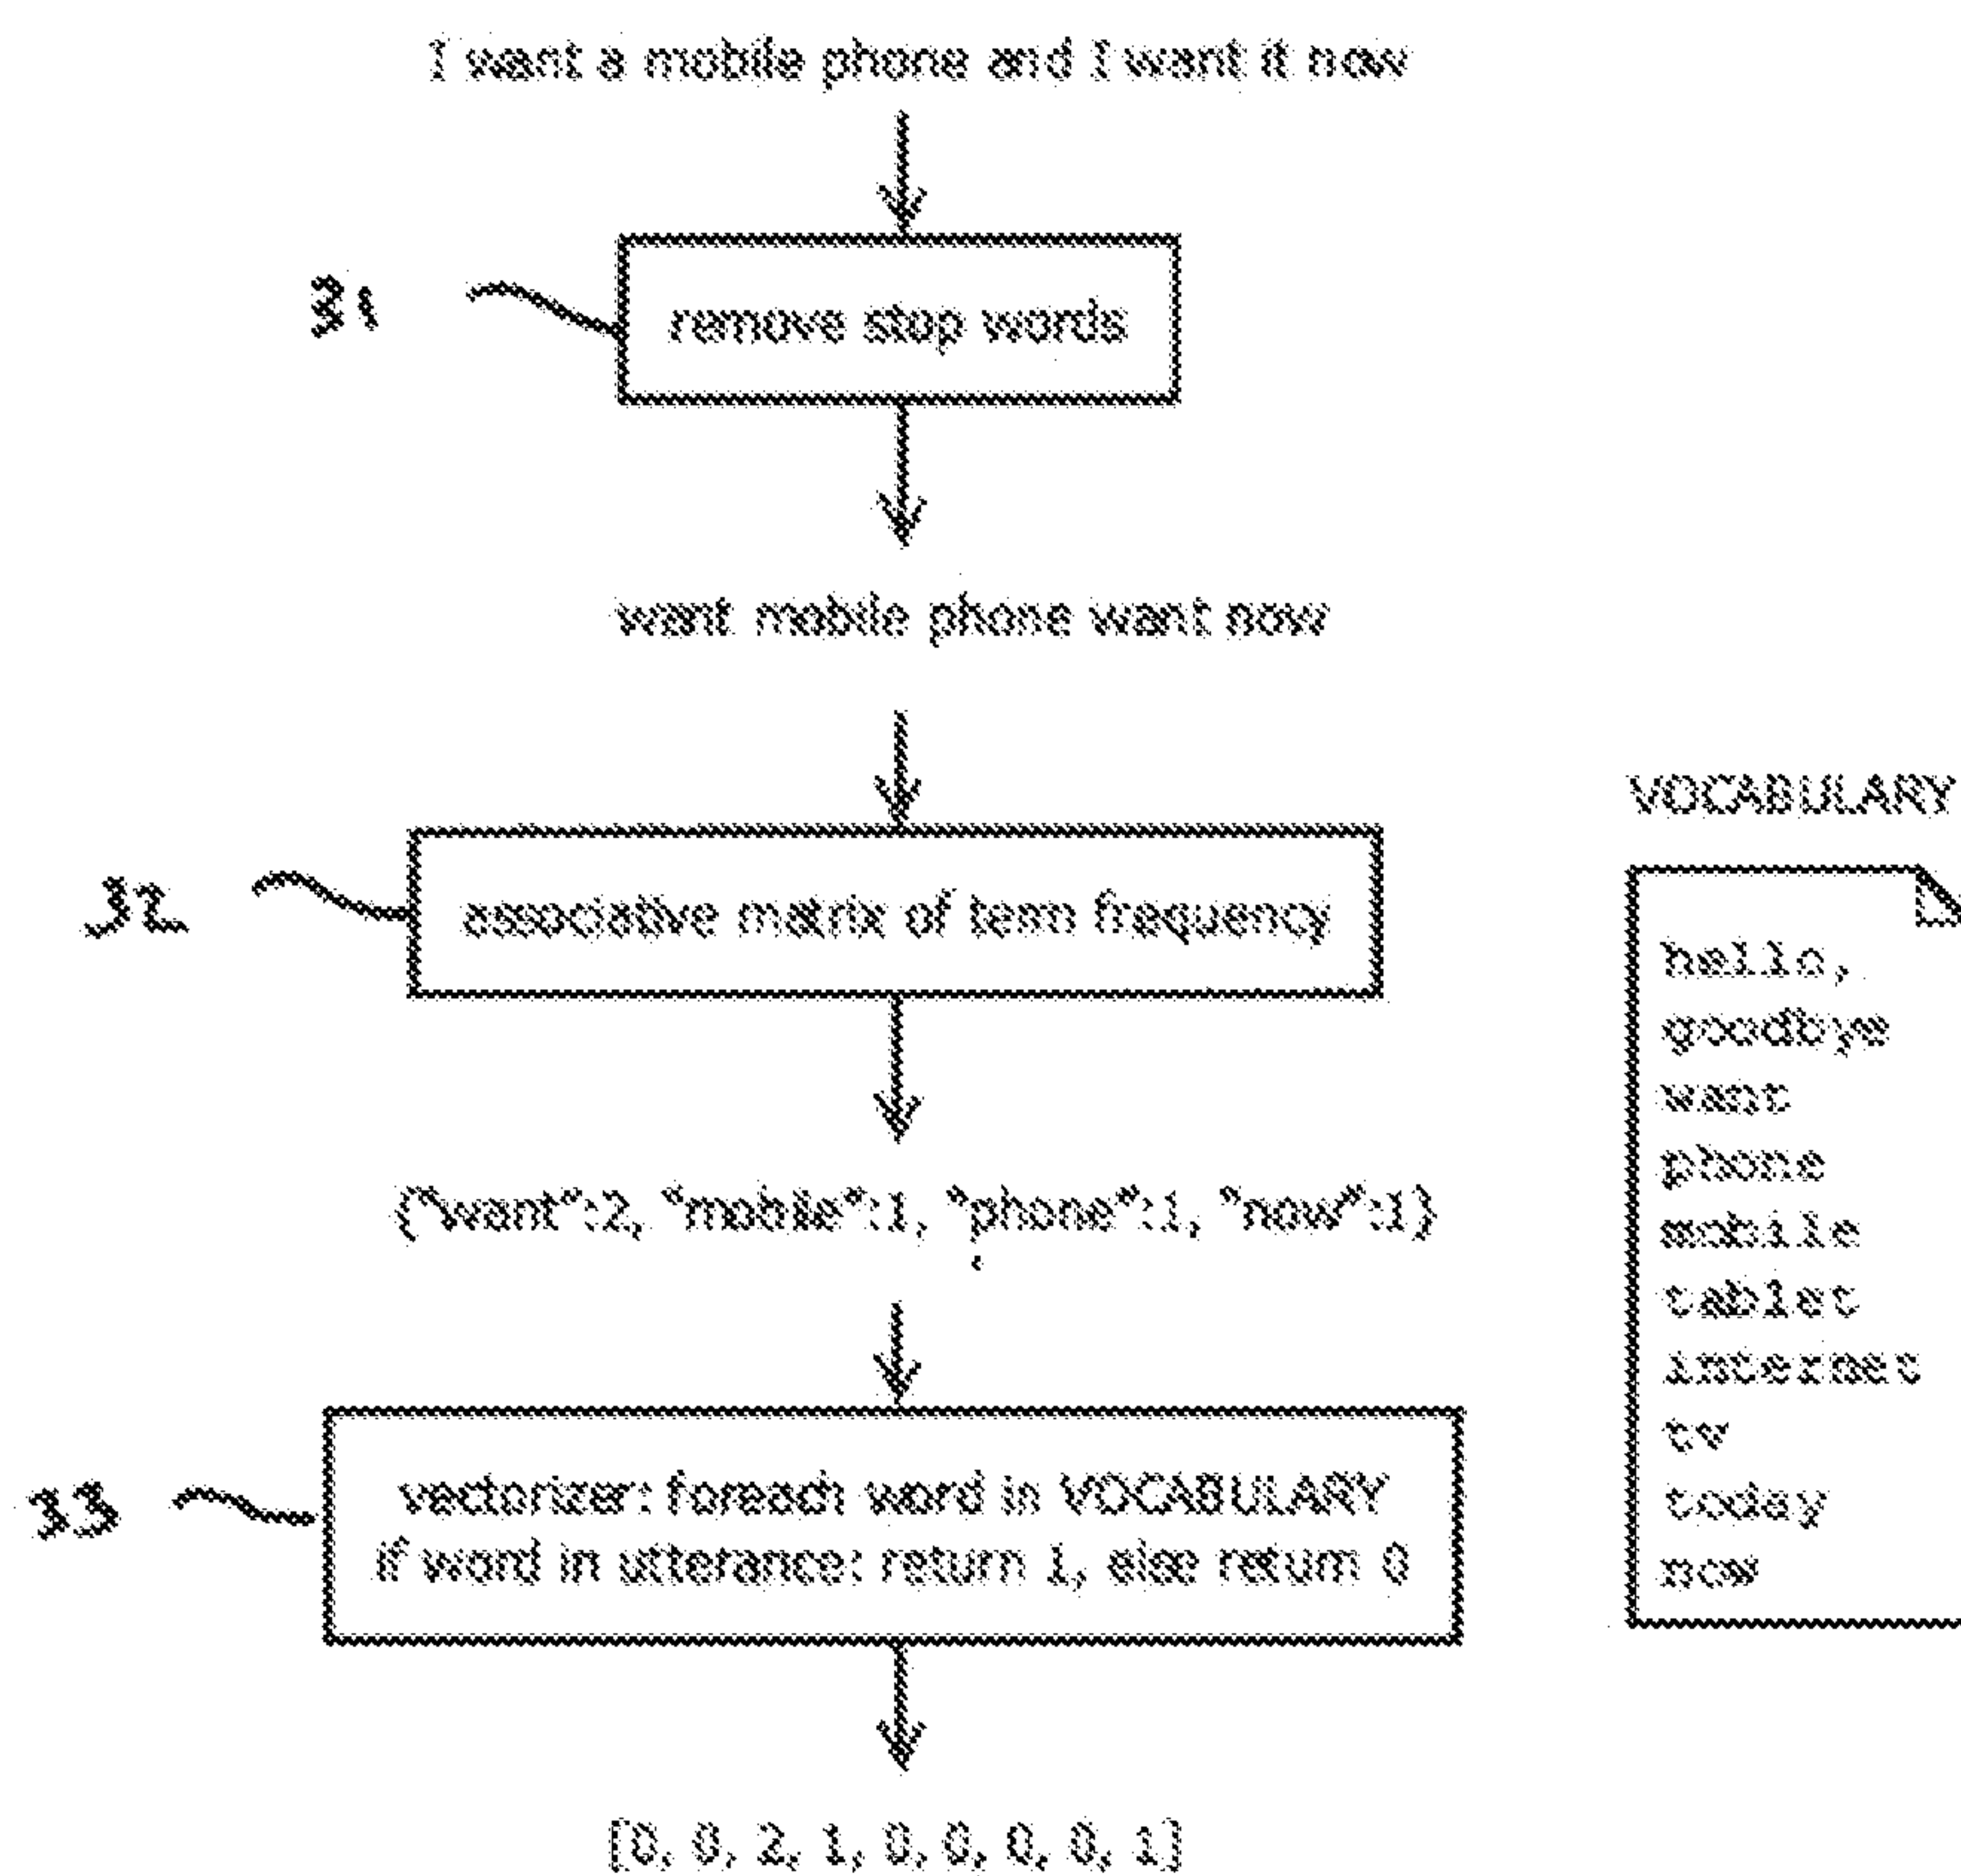 I want a mobile phone and I want it now
31
remove stop words
want mobile phone want now
32
associative matrix of term frequency
{"want":2, "mobile":1, "phone":1, "now":1}
33
vectorizer: foreach word in VOCABULARY
if word in utterance: return 1, else return 0
[0, 0, 2, 1, 0, 0, 0, 0, 1]
VOCABULARY
hello,
goodbye
want
phone
mobile
tablet
internet
tv
today
now